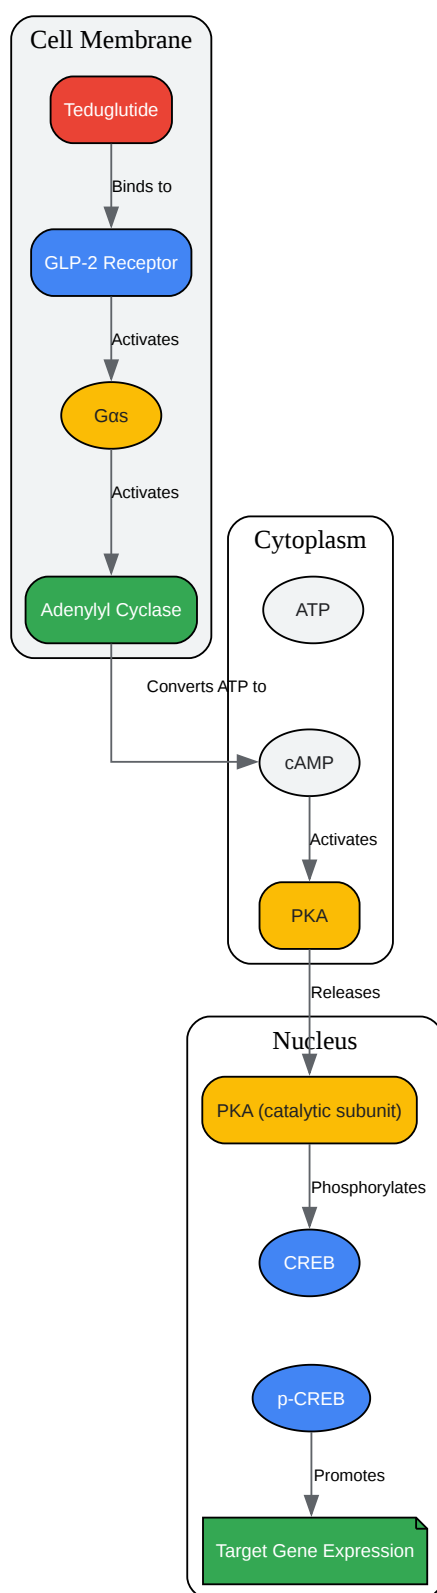 Cell Membrane
Teduglutide
Binds to
GLP-2 Receptor
Activates
Gαs
Activates
Adenylyl Cyclase
Converts ATP to
Cytoplasm
ATP
cAMP
Activates
PKA
Releases
Nucleus
PKA (catalytic subunit)
Phosphorylates
CREB
p-CREB
Promotes
Target Gene Expression